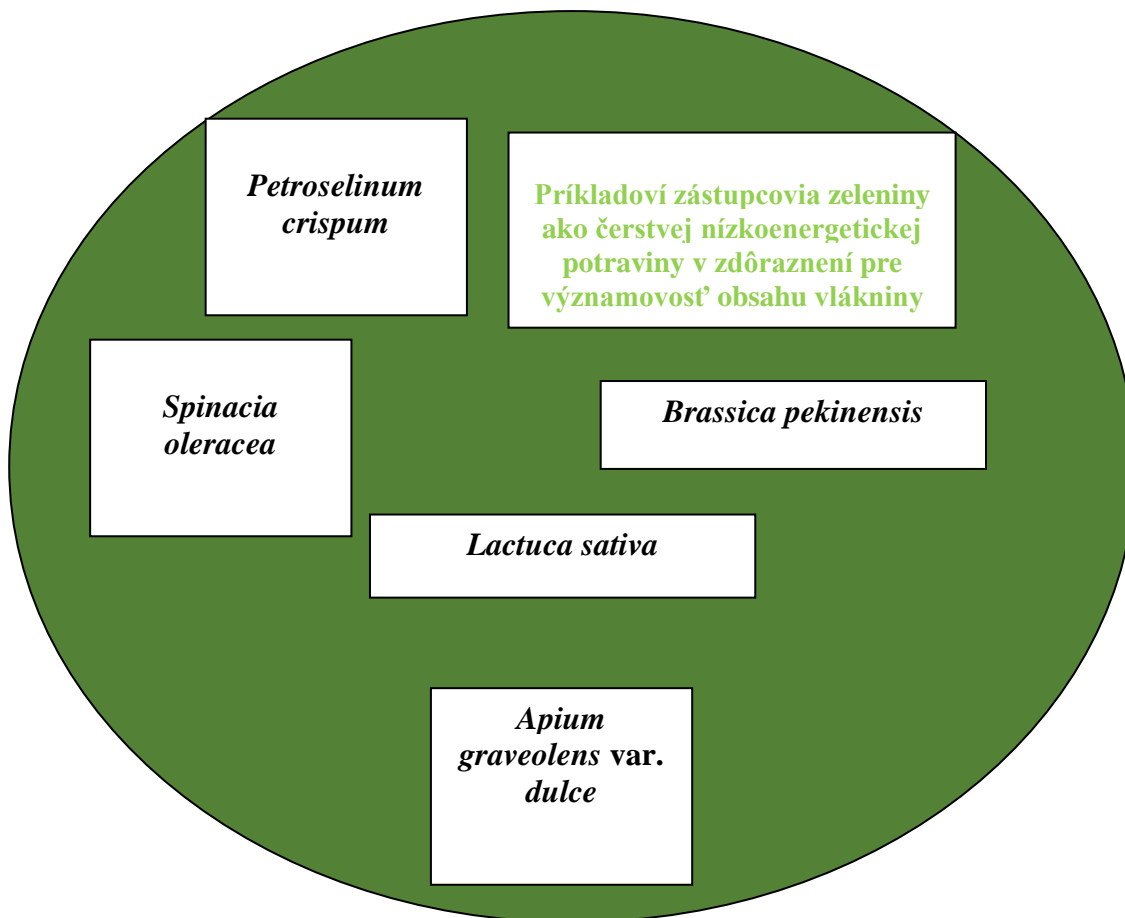 Petroselinum
crispum
Príkladoví zástupcovia zeleniny
ako čerstvej nízkoenergetickej
potraviny v zdôraznení pre
významovosť obsahu vlákniny
Spinacia
oleracea
Brassica pekinensis
Lactuca sativa
Apium
graveolens var.
dulce